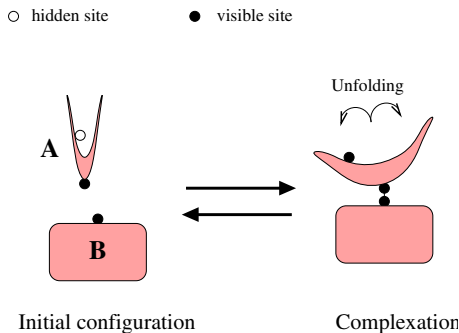 hidden site
visible site
Unfolding
A
B
Initial configuration
Complexation